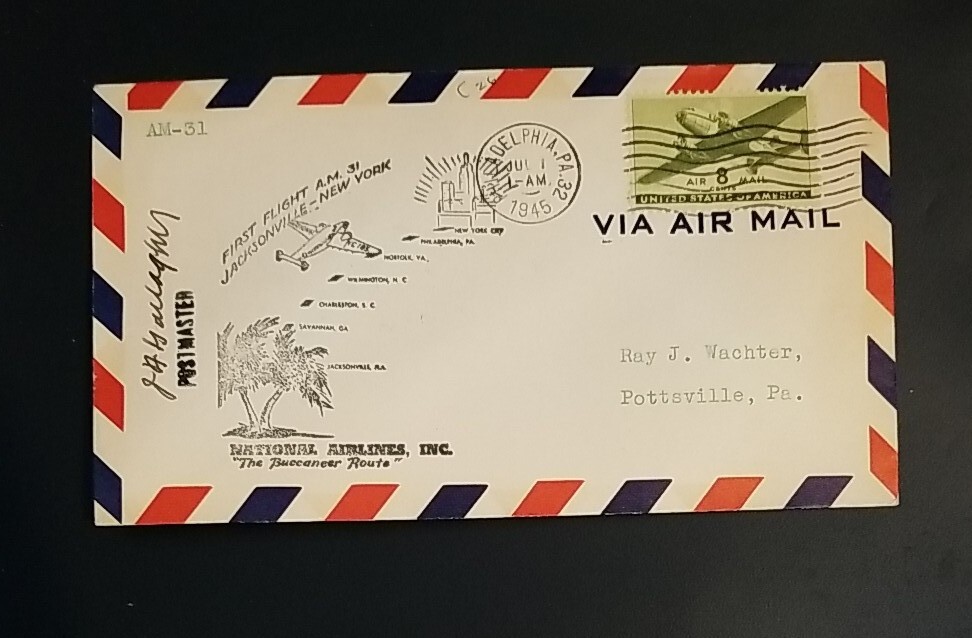 C 26
AM-31
FIRST FLIGHT A.M. 31
JACKSONVILLE - NEW YORK
PHILADELPHIA, PA. 32
JUL 1
1-AM
1945
AIR 8 MAIL
CENTS
UNITED STATES OF AMERICA
VIA AIR MAIL
NEW YORK CITY
PHILADELPHIA, PA.
NORFOLK, VA.
WILMINGTON, N. C
CHARLESTON, S. C.
SAVANNAH, GA
JACKSONVILLE, FLA.
POSTMASTER
Ray J. Wachter,
Pottsville, Pa.
NATIONAL AIRLINES, INC.
"The Buccaneer Route"